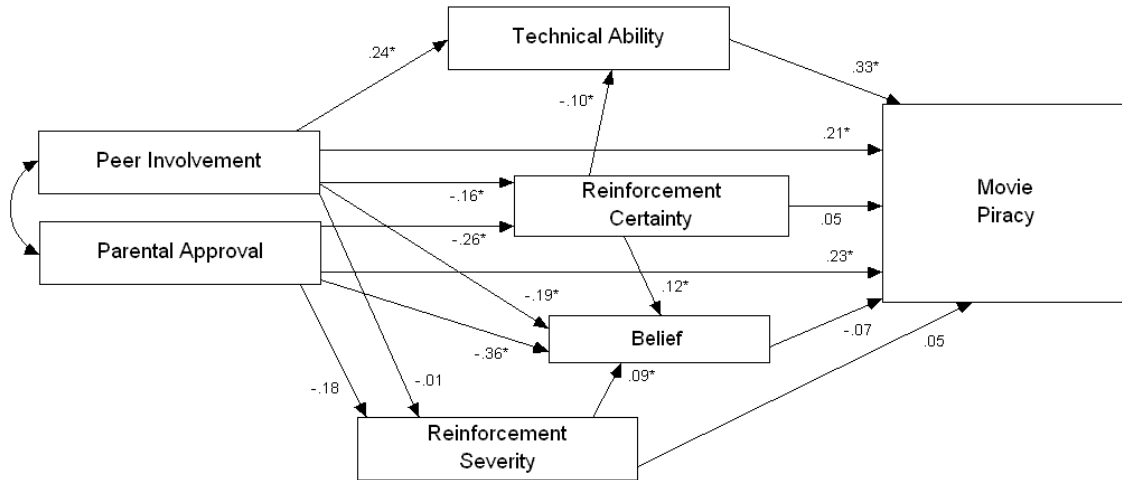 Technical Ability
.24*
.33*
-.10*
Peer Involvement
.21*
Reinforcement
Certainty
Movie
Piracy
-.16*
.05
Parental Approval
-.26*
.23*
.12*
-.19*
Belief
-.07
-.36*
.05
-.18
-.01
.09*
Reinforcement
Severity